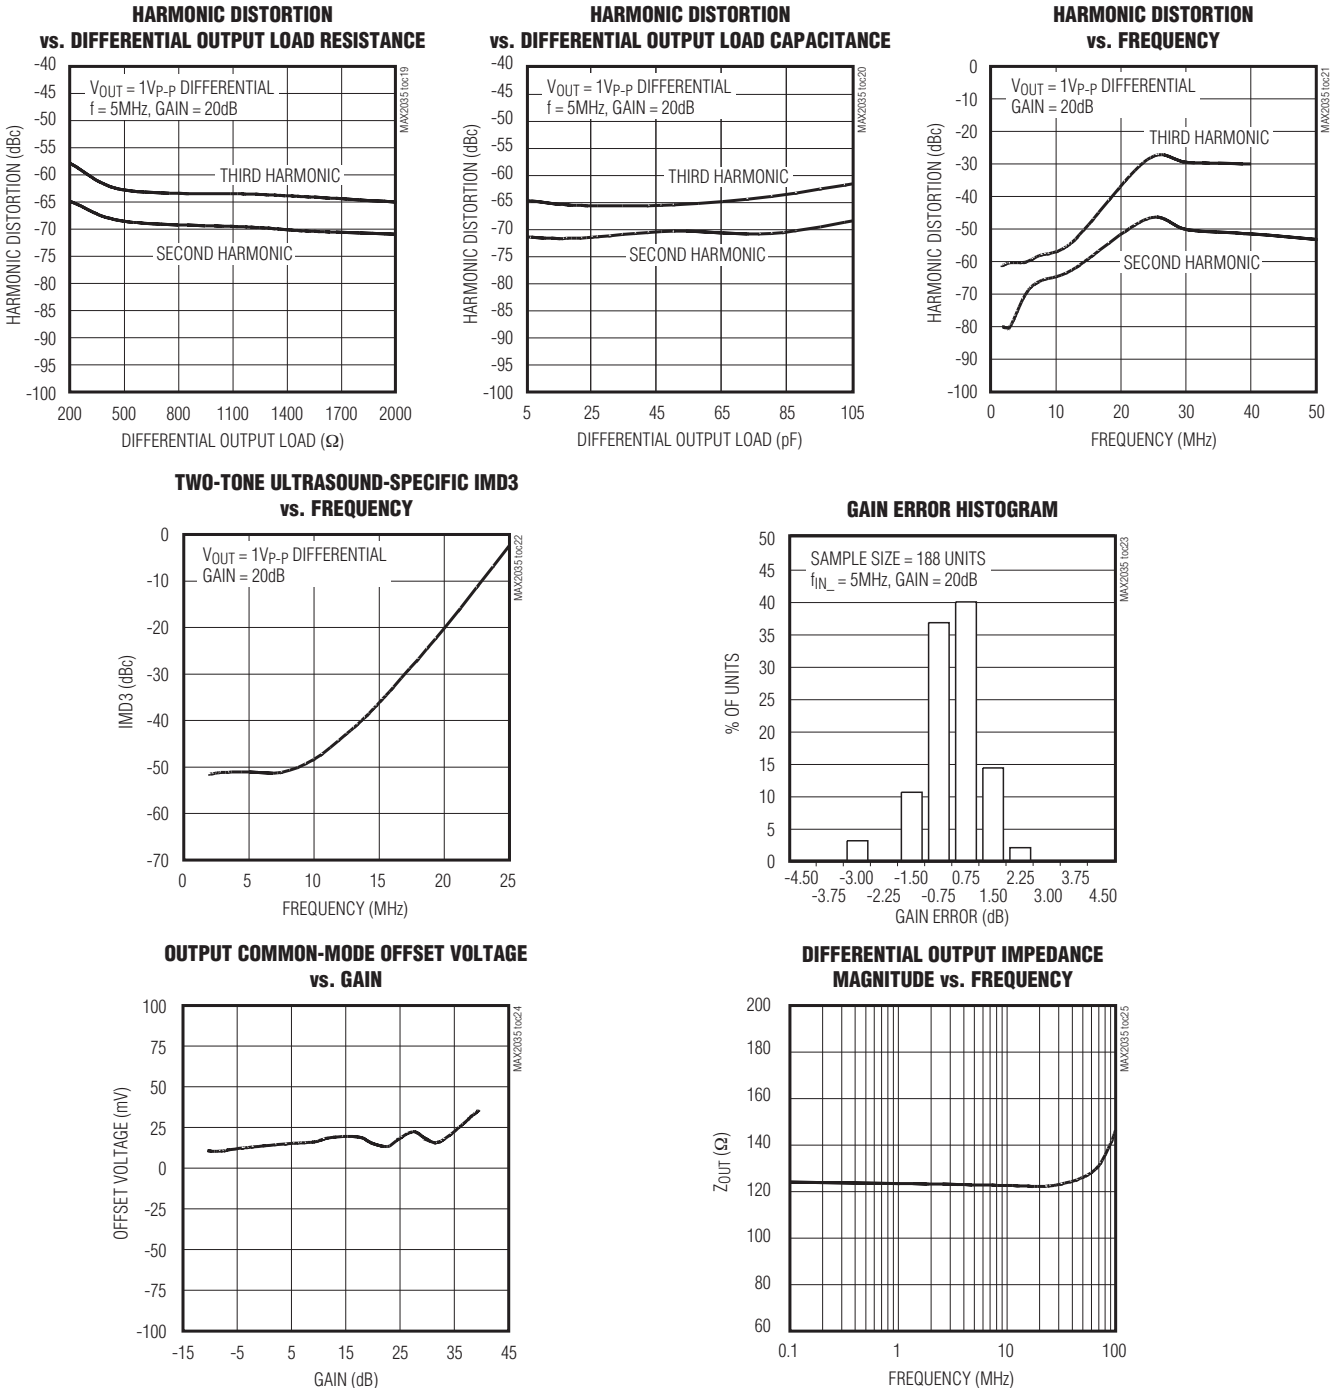 HARMONIC DISTORTION
vs. DIFFERENTIAL OUTPUT LOAD RESISTANCE
-40
-45
-50
-55
-60
-65
-70
-75
-80
-85
-90
-95
-100
HARMONIC DISTORTION (dBc)
VOUT = 1VP-P DIFFERENTIAL
f = 5MHz, GAIN = 20dB
THIRD HARMONIC
SECOND HARMONIC
MAX2035 toc19
200 500 800 1100 1400 1700 2000
DIFFERENTIAL OUTPUT LOAD (Ω)
HARMONIC DISTORTION
vs. DIFFERENTIAL OUTPUT LOAD CAPACITANCE
-40
-45
-50
-55
-60
-65
-70
-75
-80
-85
-90
-95
-100
HARMONIC DISTORTION (dBc)
VOUT = 1VP-P DIFFERENTIAL
f = 5MHz, GAIN = 20dB
THIRD HARMONIC
SECOND HARMONIC
MAX2035 toc20
5 25 45 65 85 105
DIFFERENTIAL OUTPUT LOAD (pF)
HARMONIC DISTORTION
vs. FREQUENCY
0
-10
-20
-30
-40
-50
-60
-70
-80
-90
-100
HARMONIC DISTORTION (dBc)
VOUT = 1VP-P DIFFERENTIAL
GAIN = 20dB
THIRD HARMONIC
SECOND HARMONIC
MAX2035 toc21
0 10 20 30 40 50
FREQUENCY (MHz)
TWO-TONE ULTRASOUND-SPECIFIC IMD3
vs. FREQUENCY
0
-10
-20
-30
-40
-50
-60
-70
IMD3 (dBc)
VOUT = 1VP-P DIFFERENTIAL
GAIN = 20dB
MAX2035 toc22
0 5 10 15 20 25
FREQUENCY (MHz)
GAIN ERROR HISTOGRAM
50
45
40
35
30
25
20
15
10
5
0
% OF UNITS
SAMPLE SIZE = 188 UNITS
fIN_ = 5MHz, GAIN = 20dB
MAX2035 toc23
-4.50 -3.00 -1.50 0.75 2.25 3.75
-3.75 -2.25 -0.75 1.50 3.00 4.50
GAIN ERROR (dB)
OUTPUT COMMON-MODE OFFSET VOLTAGE
vs. GAIN
100
75
50
25
0
-25
-50
-75
-100
OFFSET VOLTAGE (mV)
MAX2035 toc24
-15 -5 5 15 25 35 45
GAIN (dB)
DIFFERENTIAL OUTPUT IMPEDANCE
MAGNITUDE vs. FREQUENCY
200
180
160
140
120
100
80
60
ZOUT (Ω)
MAX2035 toc25
0.1 1 10 100
FREQUENCY (MHz)